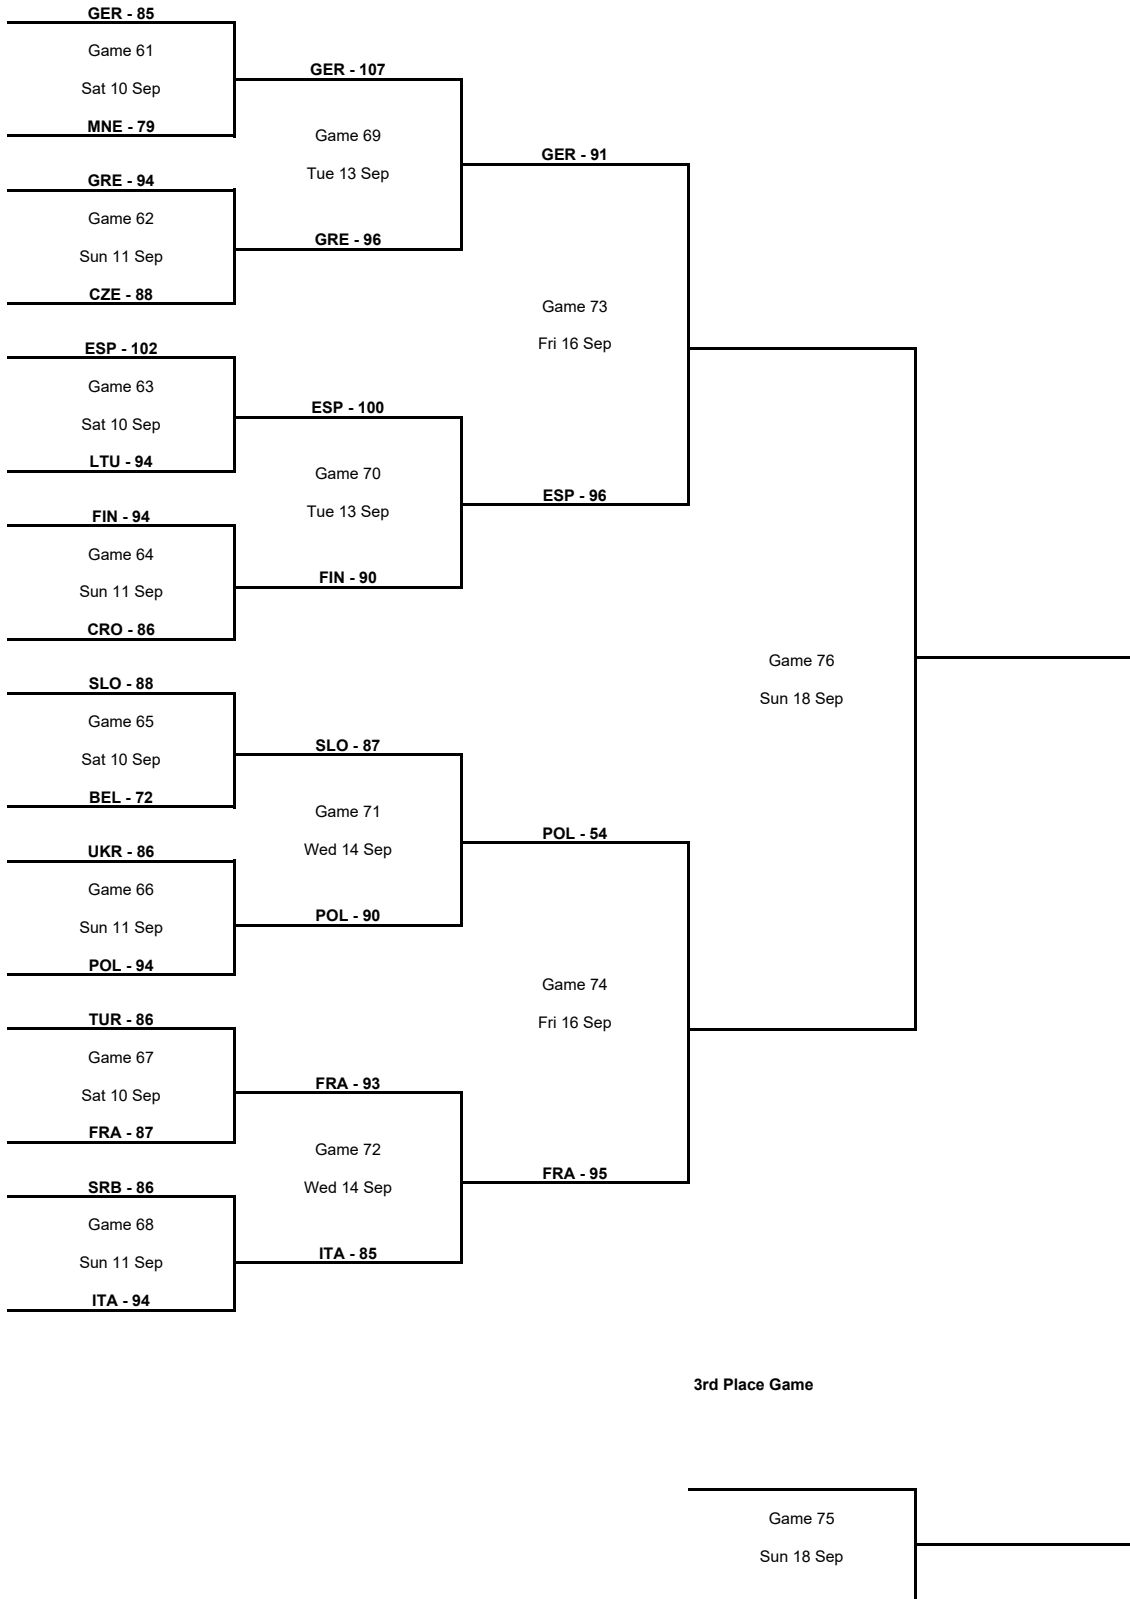 GER - 85
Game 61
Sat 10 Sep
MNE - 79
GRE - 94
Game 62
Sun 11 Sep
CZE - 88
ESP - 102
Game 63
Sat 10 Sep
LTU - 94
FIN - 94
Game 64
Sun 11 Sep
CRO - 86
SLO - 88
Game 65
Sat 10 Sep
BEL - 72
UKR - 86
Game 66
Sun 11 Sep
POL - 94
TUR - 86
Game 67
Sat 10 Sep
FRA - 87
SRB - 86
Game 68
Sun 11 Sep
ITA - 94
GER - 107
Game 69
Tue 13 Sep
GRE - 96
ESP - 100
Game 70
Tue 13 Sep
FIN - 90
SLO - 87
Game 71
Wed 14 Sep
POL - 90
FRA - 93
Game 72
Wed 14 Sep
ITA - 85
GER - 91
Game 73
Fri 16 Sep
ESP - 96
POL - 54
Game 74
Fri 16 Sep
FRA - 95
Game 76
Sun 18 Sep
3rd Place Game
Game 75
Sun 18 Sep